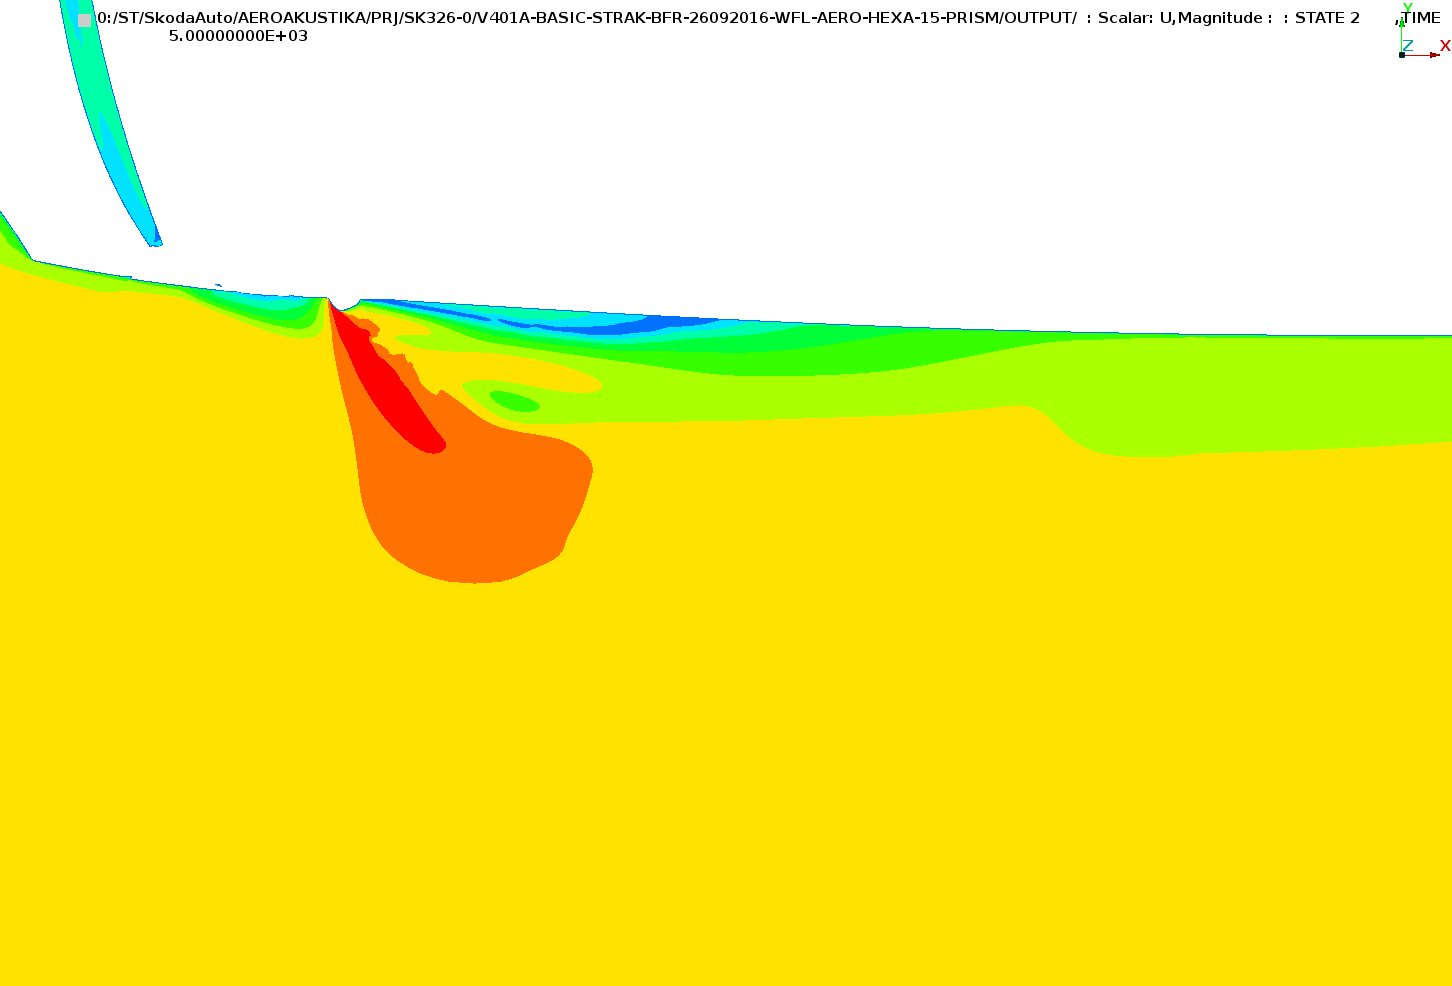 0:/ST/SkodaAuto/AEROAKUSTIKA/PRJ/SK326-0/V401A-BASIC-STRAK-BFR-26092016-WFL-AERO-HEXA-15-PRISM/OUTPUT/ : Scalar: U,Magnitude : : STATE 2 ,TIME
5.00000000E+03
Y
Z X